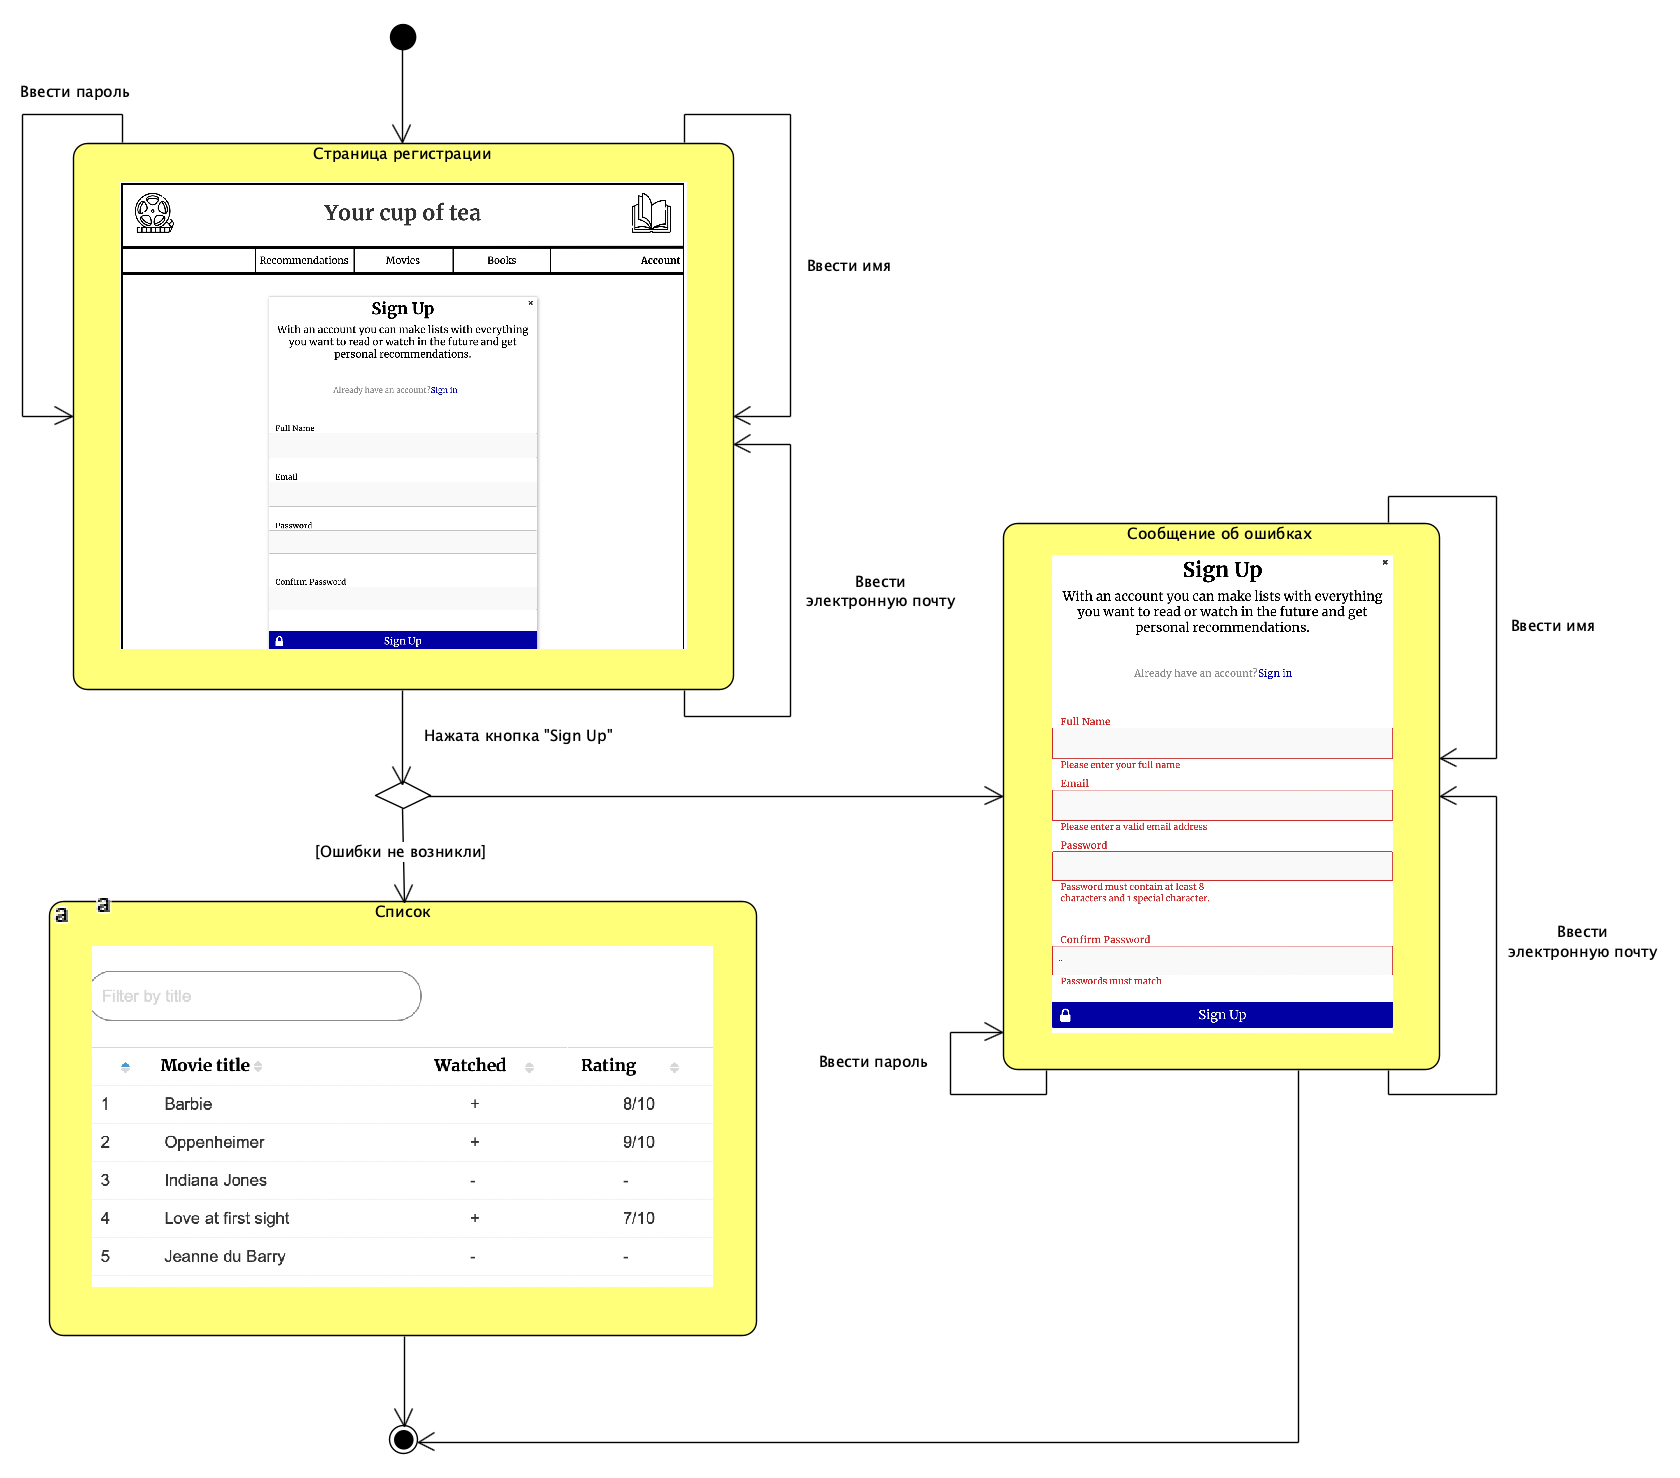 Ввести пароль
Страница регистрации
Your cup of tea
Recommendations Movies Books Account
Ввести имя
Sign Up
With an account you can make lists with everything
you want to read or watch in the future and get
personal recommendations.
Already have an account?Sign in
Full Name
Email
Password
Confirm Password
Sign Up
Ввести
электронную почту
Нажата кнопка "Sign Up"
[Ошибки не возникли]
Сообщение об ошибках
Sign Up
With an account you can make lists with everything
you want to read or watch in the future and get
personal recommendations.
Already have an account?Sign in
Full Name
Please enter your full name
Email
Please enter a valid email address
Password
Password must contain at least 8
characters and 1 special character.
Confirm Password
..
Passwords must match
Sign Up
Ввести имя
Ввести
электронную почту
Ввести пароль
a a
Список
Filter by title
Movie title Watched Rating
1 Barbie + 8/10
2 Oppenheimer + 9/10
3 Indiana Jones - -
4 Love at first sight + 7/10
5 Jeanne du Barry - -